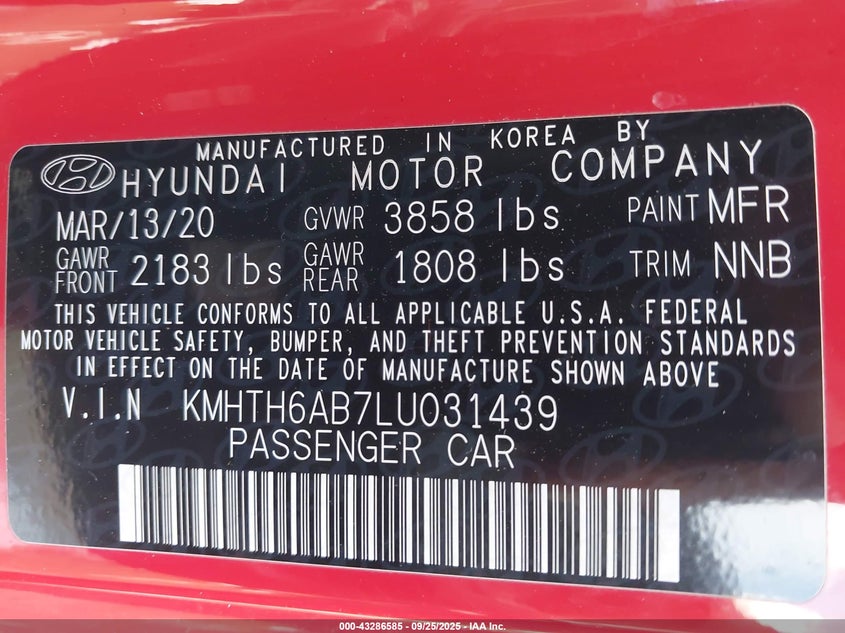 MANUFACTURED IN KOREA BY
HYUNDAI MOTOR COMPANY
MAR/13/20 GVWR 3858 lbs PAINT MFR
GAWR FRONT 2183 lbs GAWR REAR 1808 lbs TRIM NNB
THIS VEHICLE CONFORMS TO ALL APPLICABLE U.S.A. FEDERAL
MOTOR VEHICLE SAFETY, BUMPER, AND THEFT PREVENTION STANDARDS
IN EFFECT ON THE DATE OF MANUFACTURE SHOWN ABOVE
V.I.N KMHTH6AB7LU031439
PASSENGER CAR
000-43286585 - 09/25/2025 - IAA Inc.